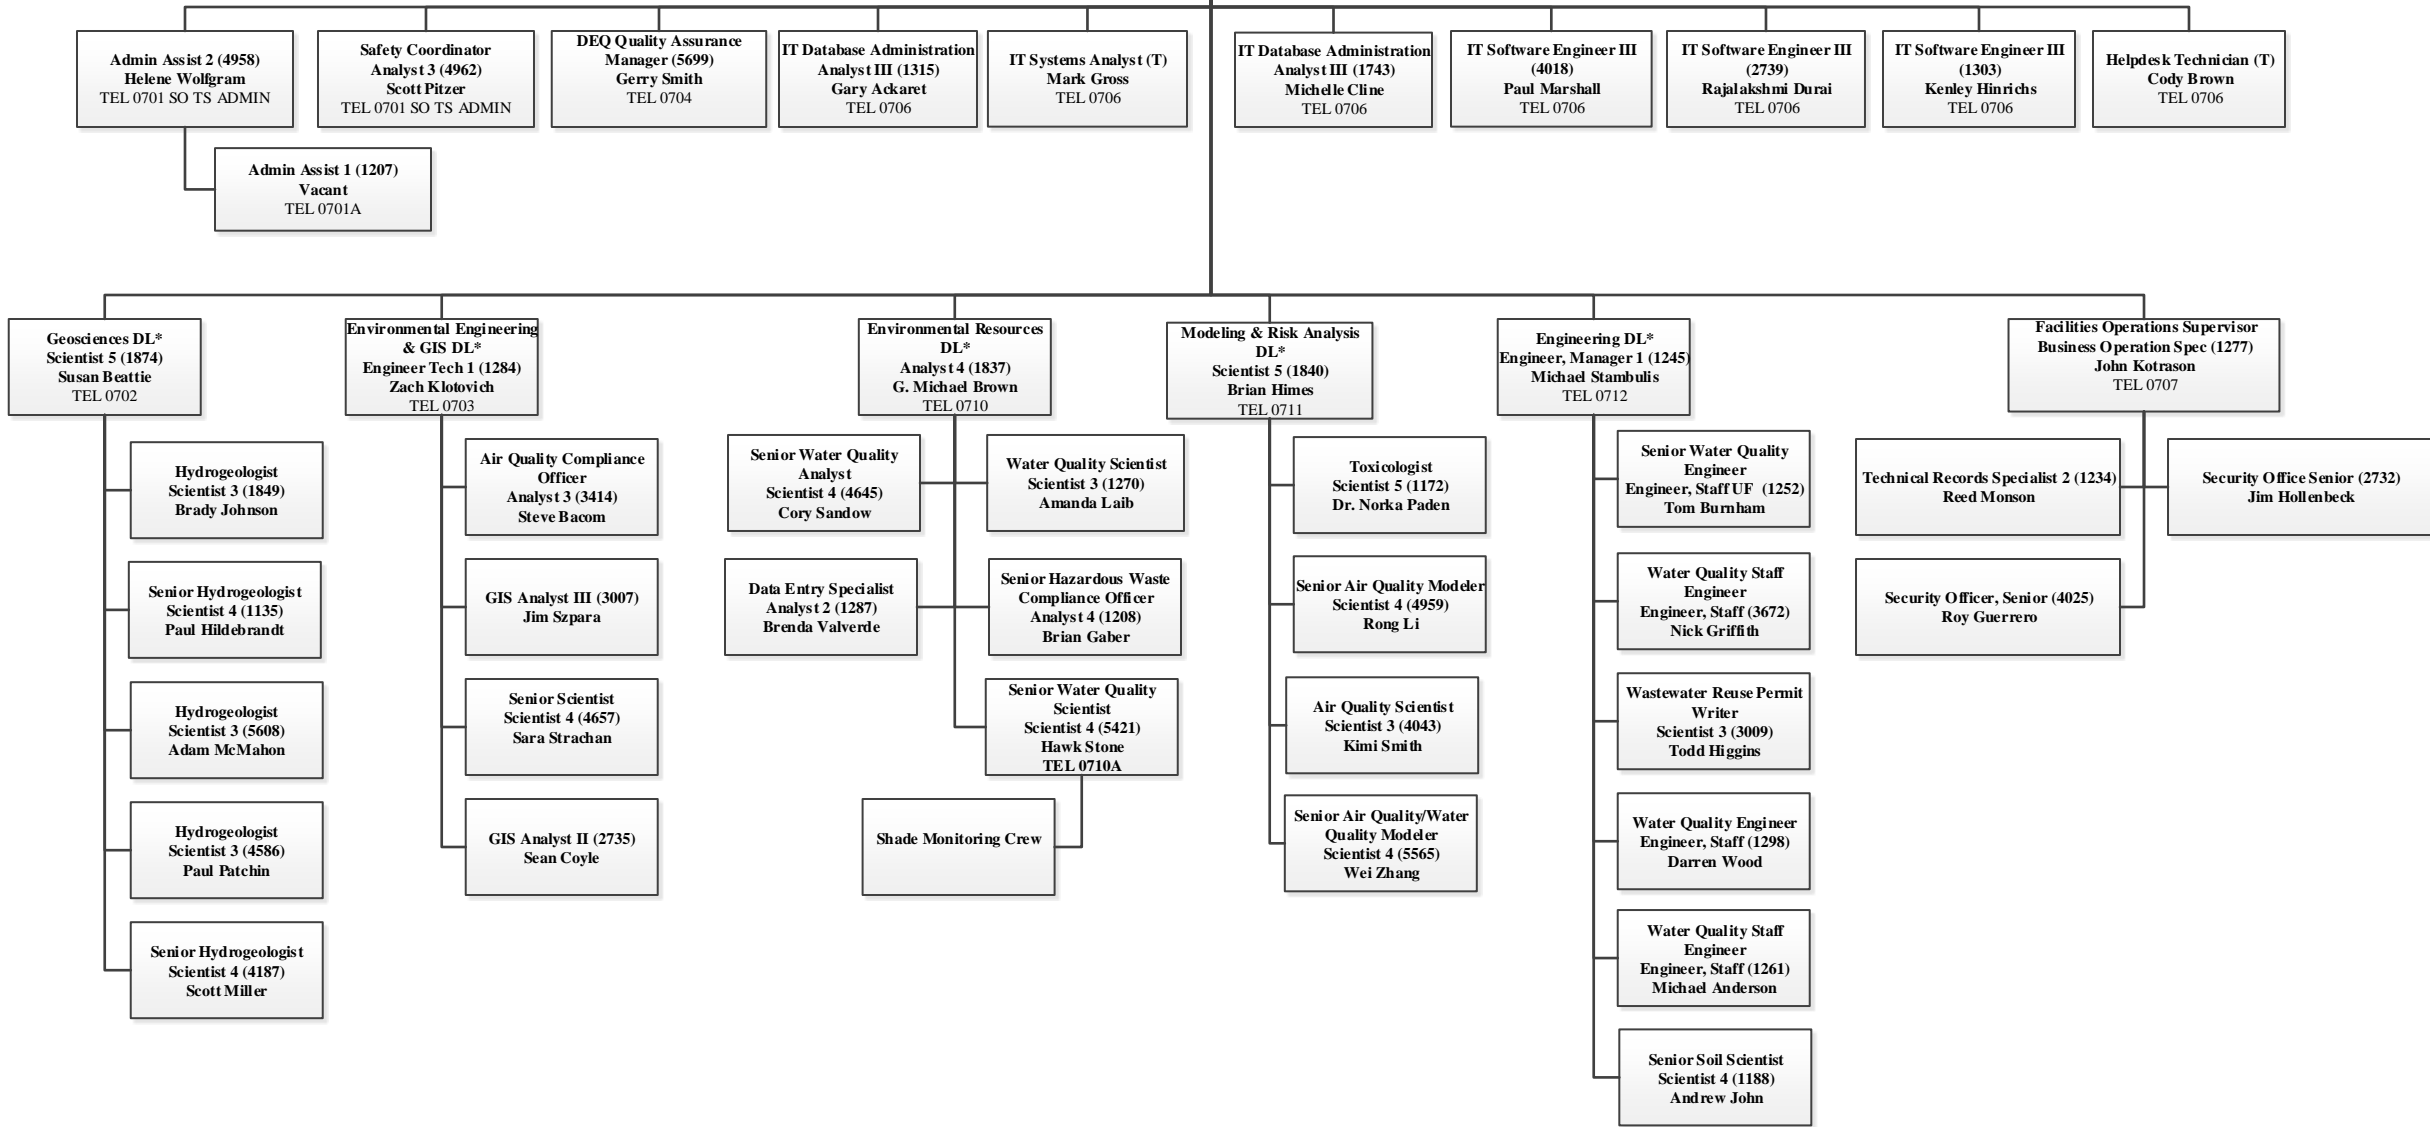 Admin Assist 2 (4958)
Helene Wolfgram
TEL 0701 SO TS ADMIN
Safety Coordinator
Analyst 3 (4962)
Scott Pitzer
TEL 0701 SO TS ADMIN
DEQ Quality Assurance
Manager (5699)
Gerry Smith
TEL 0704
IT Database Administration
Analyst III (1315)
Gary Ackaret
TEL 0706
IT Systems Analyst (T)
Mark Gross
TEL 0706
IT Database Administration
Analyst III (1743)
Michelle Cline
TEL 0706
IT Software Engineer III
(4018)
Paul Marshall
TEL 0706
IT Software Engineer III
(2739)
Rajalakshmi Durai
TEL 0706
IT Software Engineer III
(1303)
Kenley Hinrichs
TEL 0706
Helpdesk Technician (T)
Cody Brown
TEL 0706
Admin Assist 1 (1207)
Vacant
TEL 0701A
Geosciences DL*
Scientist 5 (1874)
Susan Beattie
TEL 0702
Hydrogeologist
Scientist 3 (1849)
Brady Johnson
Senior Hydrogeologist
Scientist 4 (1135)
Paul Hildebrandt
Hydrogeologist
Scientist 3 (5608)
Adam McMahon
Hydrogeologist
Scientist 3 (4586)
Paul Patchin
Senior Hydrogeologist
Scientist 4 (4187)
Scott Miller
Environmental Engineering
& GIS DL*
Engineer Tech 1 (1284)
Zach Klotovich
TEL 0703
Air Quality Compliance
Officer
Analyst 3 (3414)
Steve Bacom
GIS Analyst III (3007)
Jim Szpara
Senior Scientist
Scientist 4 (4657)
Sara Strachan
GIS Analyst II (2735)
Sean Coyle
Environmental Resources
DL*
Analyst 4 (1837)
G. Michael Brown
TEL 0710
Senior Water Quality
Analyst
Scientist 4 (4645)
Cory Sandow
Water Quality Scientist
Scientist 3 (1270)
Amanda Laib
Data Entry Specialist
Analyst 2 (1287)
Brenda Valverde
Senior Hazardous Waste
Compliance Officer
Analyst 4 (1208)
Brian Gaber
Senior Water Quality
Scientist
Scientist 4 (5421)
Hawk Stone
TEL 0710A
Shade Monitoring Crew
Modeling & Risk Analysis
DL*
Scientist 5 (1840)
Brian Himes
TEL 0711
Toxicologist
Scientist 5 (1172)
Dr. Norka Paden
Senior Air Quality Modeler
Scientist 4 (4959)
Rong Li
Air Quality Scientist
Scientist 3 (4043)
Kimi Smith
Senior Air Quality/Water
Quality Modeler
Scientist 4 (5565)
Wei Zhang
Engineering DL*
Engineer, Manager 1 (1245)
Michael Stambulis
TEL 0712
Senior Water Quality
Engineer
Engineer, Staff UF (1252)
Tom Burnham
Water Quality Staff
Engineer
Engineer, Staff (3672)
Nick Griffith
Wastewater Reuse Permit
Writer
Scientist 3 (3009)
Todd Higgins
Water Quality Engineer
Engineer, Staff (1298)
Darren Wood
Water Quality Staff
Engineer
Engineer, Staff (1261)
Michael Anderson
Senior Soil Scientist
Scientist 4 (1188)
Andrew John
Facilities Operations Supervisor
Business Operation Spec (1277)
John Kotrason
TEL 0707
Technical Records Specialist 2 (1234)
Reed Monson
Security Office Senior (2732)
Jim Hollenbeck
Security Officer, Senior (4025)
Roy Guerrero